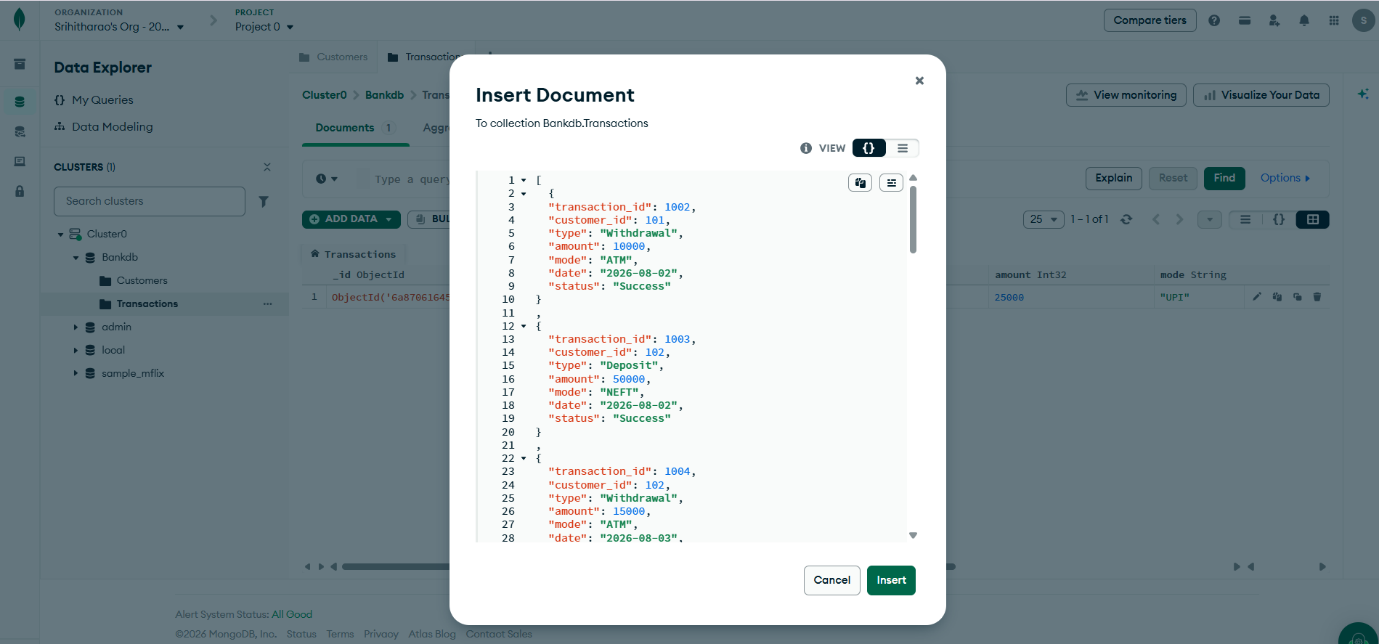 ORGANIZATION
Srihitharao's Org - 20...
PROJECT
Project 0
Compare tiers
S
Data Explorer
My Queries
Data Modeling
CLUSTERS (1)
Search clusters
Cluster0
Bankdb
Customers
Transactions
admin
local
sample_mflix
Customers
Transaction
Cluster0 > Bankdb > Trans
View monitoring
Visualize Your Data
Documents 1
Aggre
Type a query
Explain
Reset
Find
Options
ADD DATA
BUL
25
1 – 1 of 1
Transactions
_id ObjectId
amount Int32
mode String
1
ObjectId('6a87061645
25000
"UPI"
Insert Document
To collection Bankdb.Transactions
VIEW
{}
1 [
2 {
3 "transaction_id": 1002,
4 "customer_id": 101,
5 "type": "Withdrawal",
6 "amount": 10000,
7 "mode": "ATM",
8 "date": "2026-08-02",
9 "status": "Success"
10 }
11 ,
12 {
13 "transaction_id": 1003,
14 "customer_id": 102,
15 "type": "Deposit",
16 "amount": 50000,
17 "mode": "NEFT",
18 "date": "2026-08-02",
19 "status": "Success"
20 }
21 ,
22 {
23 "transaction_id": 1004,
24 "customer_id": 102,
25 "type": "Withdrawal",
26 "amount": 15000,
27 "mode": "ATM",
28 "date": "2026-08-03",
Cancel
Insert
Alert System Status: All Good
©2026 MongoDB, Inc. Status Terms Privacy Atlas Blog Contact Sales